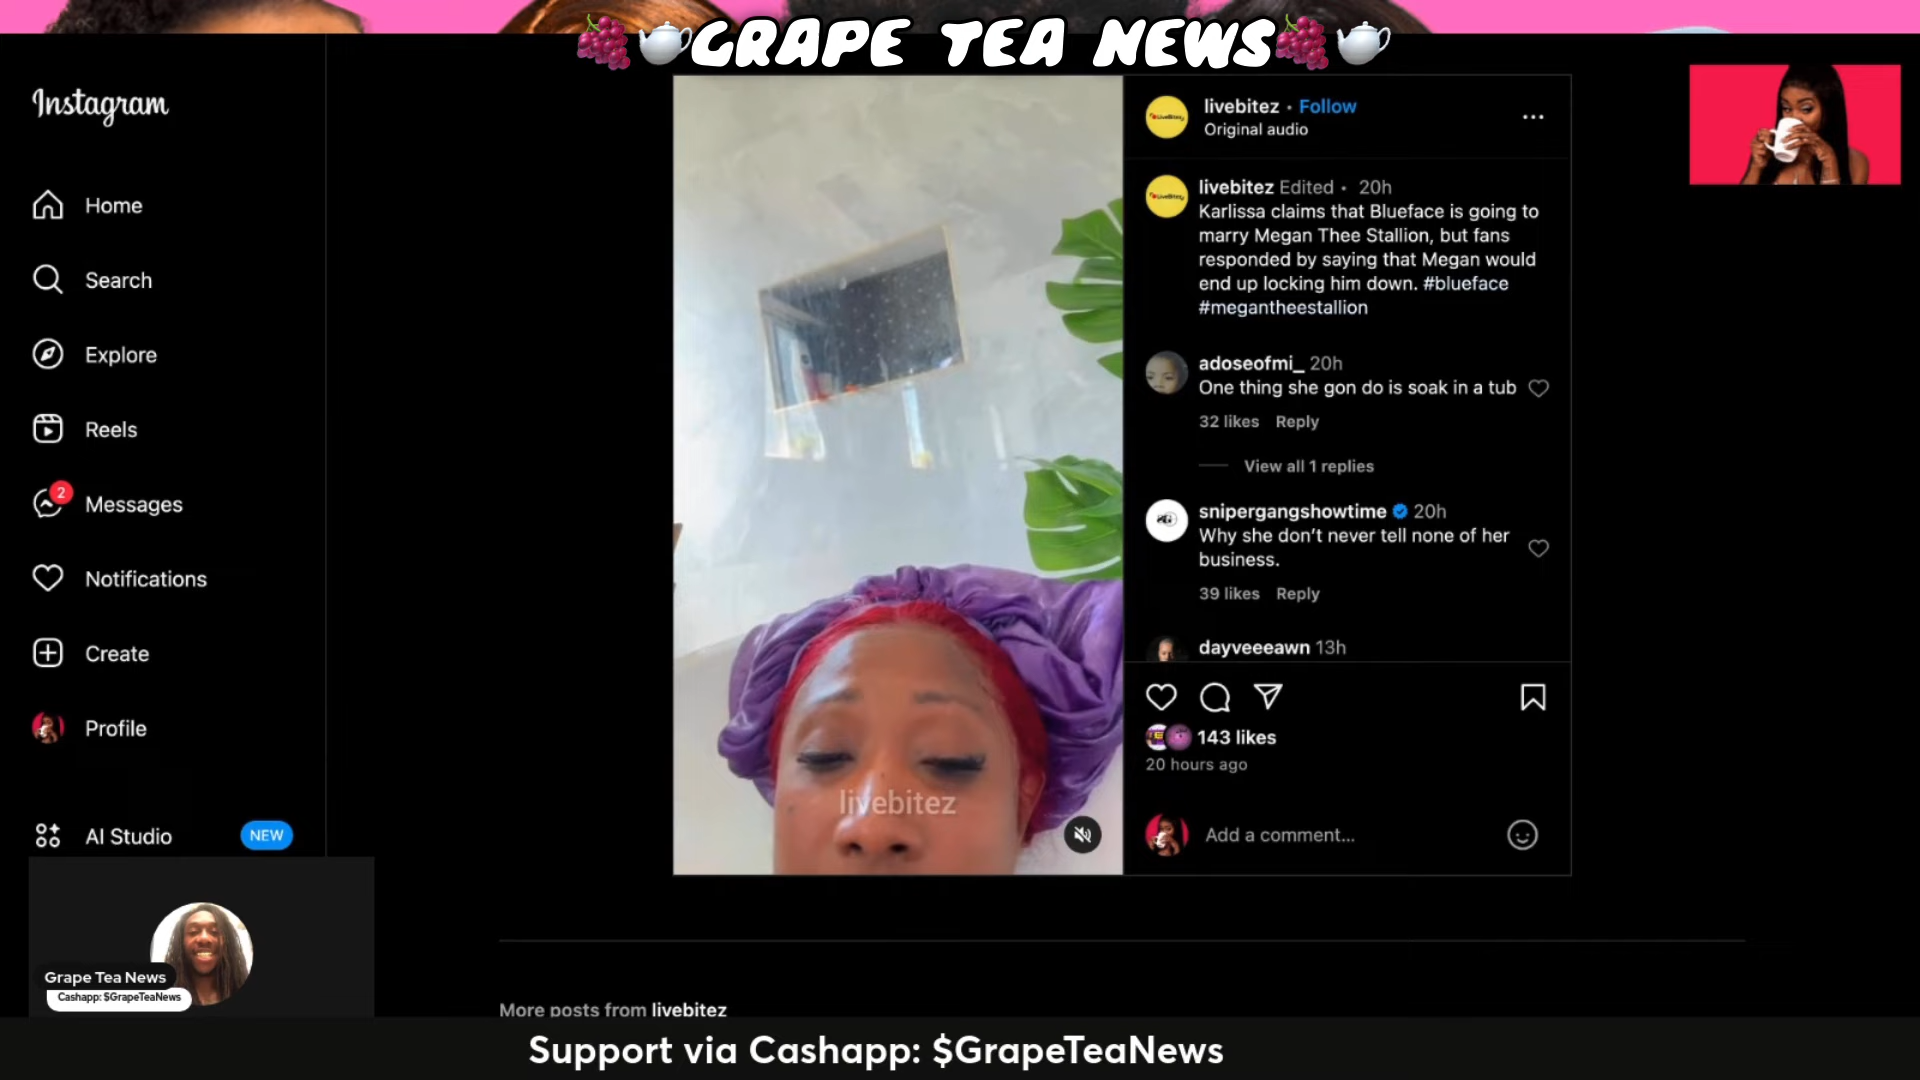 GRAPE TEA NEWS
Instagram
Home
Search
Explore
Reels
2
Messages
Notifications
Create
Profile
AI Studio
NEW
Grape Tea News
Cashapp: $GrapeTeaNews
livebitez
livebitez • Follow
Original audio
livebitez Edited • 20h
Karlissa claims that Blueface is going to
marry Megan Thee Stallion, but fans
responded by saying that Megan would
end up locking him down. #blueface
#megantheestallion
adoseofmi_ 20h
One thing she gon do is soak in a tub
32 likes Reply
View all 1 replies
snipergangshowtime 20h
Why she don’t never tell none of her
business.
39 likes Reply
dayveeeawn 13h
143 likes
20 hours ago
Add a comment...
More posts from livebitez
Support via Cashapp: $GrapeTeaNews